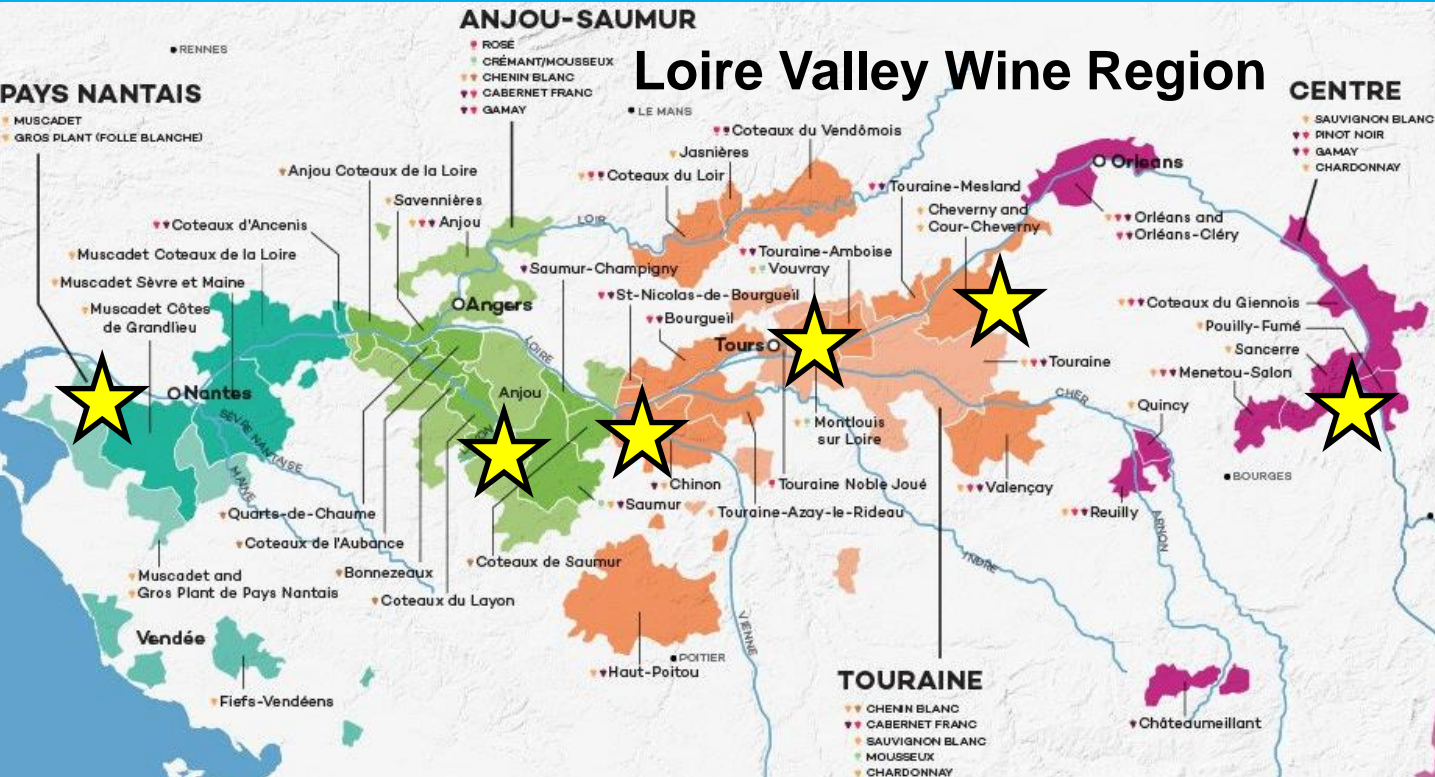 Loire Valley Wine Region
PAYS NANTAIS
MUSCADET
GROS PLANT (FOLLE BLANCHE)
ANJOU-SAUMUR
ROSÉ
CRÉMANT/MOUSSEUX
CHENIN BLANC
CABERNET FRANC
GAMAY
CENTRE
SAUVIGNON BLANC
PINOT NOIR
GAMAY
CHARDONNAY
RENNES
LE MANS
Coteaux du Vendômois
Jasnières
Coteaux du Loir
Anjou Coteaux de la Loire
Savennières
Anjou
Coteaux d'Ancenis
Muscadet Coteaux de la Loire
Muscadet Sèvre et Maine
Muscadet Côtes
de Grandlieu
LOIR
Touraine-Mesland
Cheverny and
Cour-Cheverny
Orleans
Orléans and
Orléans-Cléry
Touraine-Amboise
Vouvray
Saumur-Champigny
St-Nicolas-de-Bourgueil
Bourgueil
Angers
LOIRE
Tours
Nantes
SÈVRE NANTAISE
MAINE
Anjou
Coteaux du Giennois
Pouilly-Fumé
Sancerre
Menetou-Salon
Touraine
CHER
Quincy
Montlouis
sur Loire
BOURGES
Chinon
Saumur
Touraine Noble Joué
Touraine-Azay-le-Rideau
Valençay
Reuilly
ARNON
INDRE
VIENNE
Quarts-de-Chaume
Coteaux de l'Aubance
Bonnezeaux
Coteaux du Layon
Coteaux de Saumur
Muscadet and
Gros Plant de Pays Nantais
Vendée
Fiefs-Vendéens
POITIER
Haut-Poitou
Châteaumeillant
TOURAINE
CHENIN BLANC
CABERNET FRANC
SAUVIGNON BLANC
MOUSSEUX
CHARDONNAY